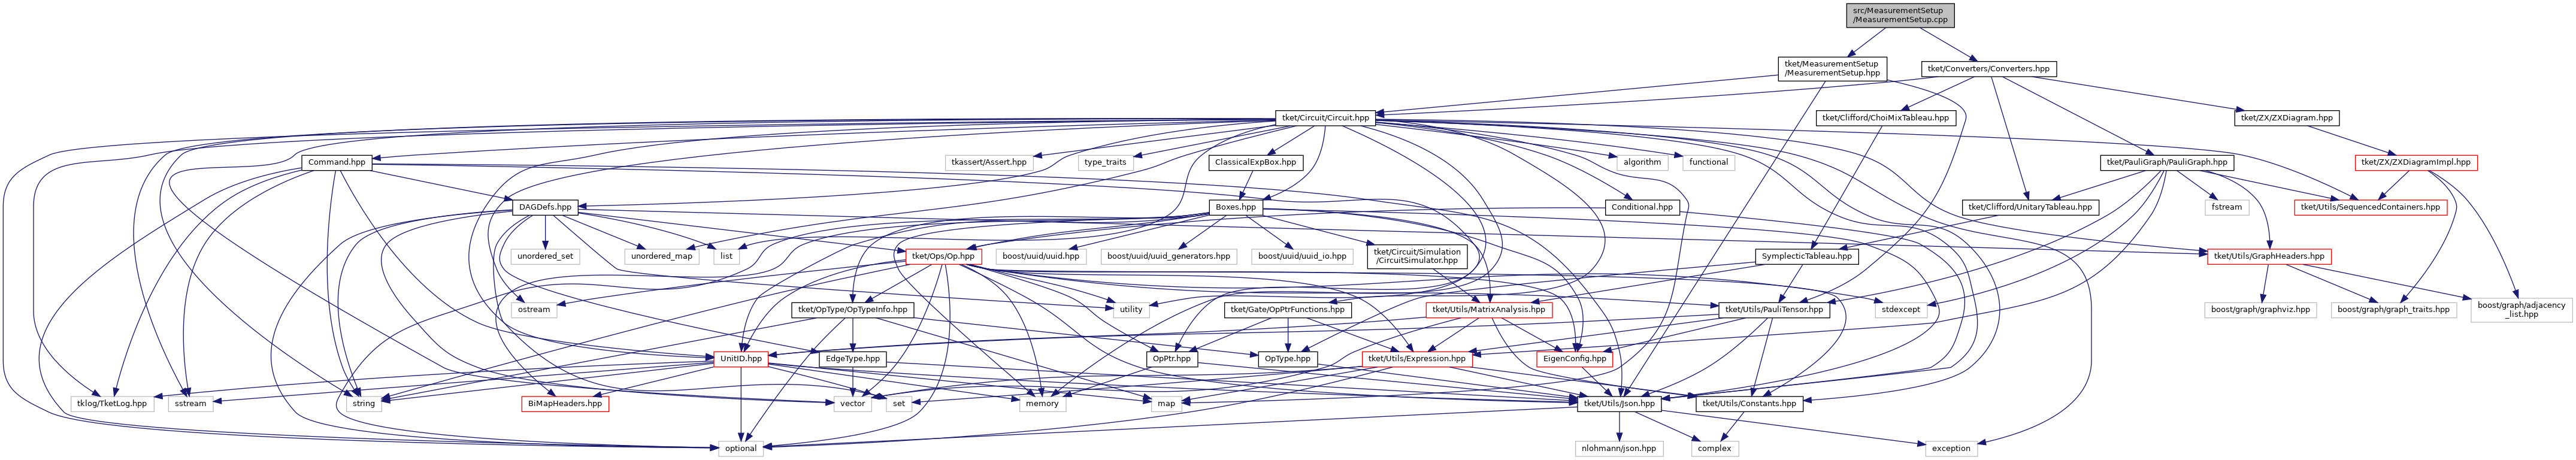 src/MeasurementSetup
/MeasurementSetup.cpp
tket/MeasurementSetup
/MeasurementSetup.hpp
tket/Converters/Converters.hpp
tket/Circuit/Circuit.hpp
tket/Clifford/ChoiMixTableau.hpp
tket/ZX/ZXDiagram.hpp
Command.hpp
tkassert/Assert.hpp
type_traits
ClassicalExpBox.hpp
algorithm
functional
tket/PauliGraph/PauliGraph.hpp
tket/ZX/ZXDiagramImpl.hpp
DAGDefs.hpp
Boxes.hpp
Conditional.hpp
tket/Clifford/UnitaryTableau.hpp
fstream
tket/Utils/SequencedContainers.hpp
unordered_set
unordered_map
list
tket/Ops/Op.hpp
boost/uuid/uuid.hpp
boost/uuid/uuid_generators.hpp
boost/uuid/uuid_io.hpp
tket/Circuit/Simulation
/CircuitSimulator.hpp
SymplecticTableau.hpp
tket/Utils/GraphHeaders.hpp
ostream
tket/OpType/OpTypeInfo.hpp
utility
tket/Gate/OpPtrFunctions.hpp
tket/Utils/MatrixAnalysis.hpp
tket/Utils/PauliTensor.hpp
stdexcept
boost/graph/graphviz.hpp
boost/graph/graph_traits.hpp
boost/graph/adjacency
_list.hpp
UnitID.hpp
EdgeType.hpp
OpPtr.hpp
OpType.hpp
tket/Utils/Expression.hpp
EigenConfig.hpp
tklog/TketLog.hpp
sstream
string
BiMapHeaders.hpp
vector
set
memory
map
tket/Utils/Json.hpp
tket/Utils/Constants.hpp
optional
nlohmann/json.hpp
complex
exception